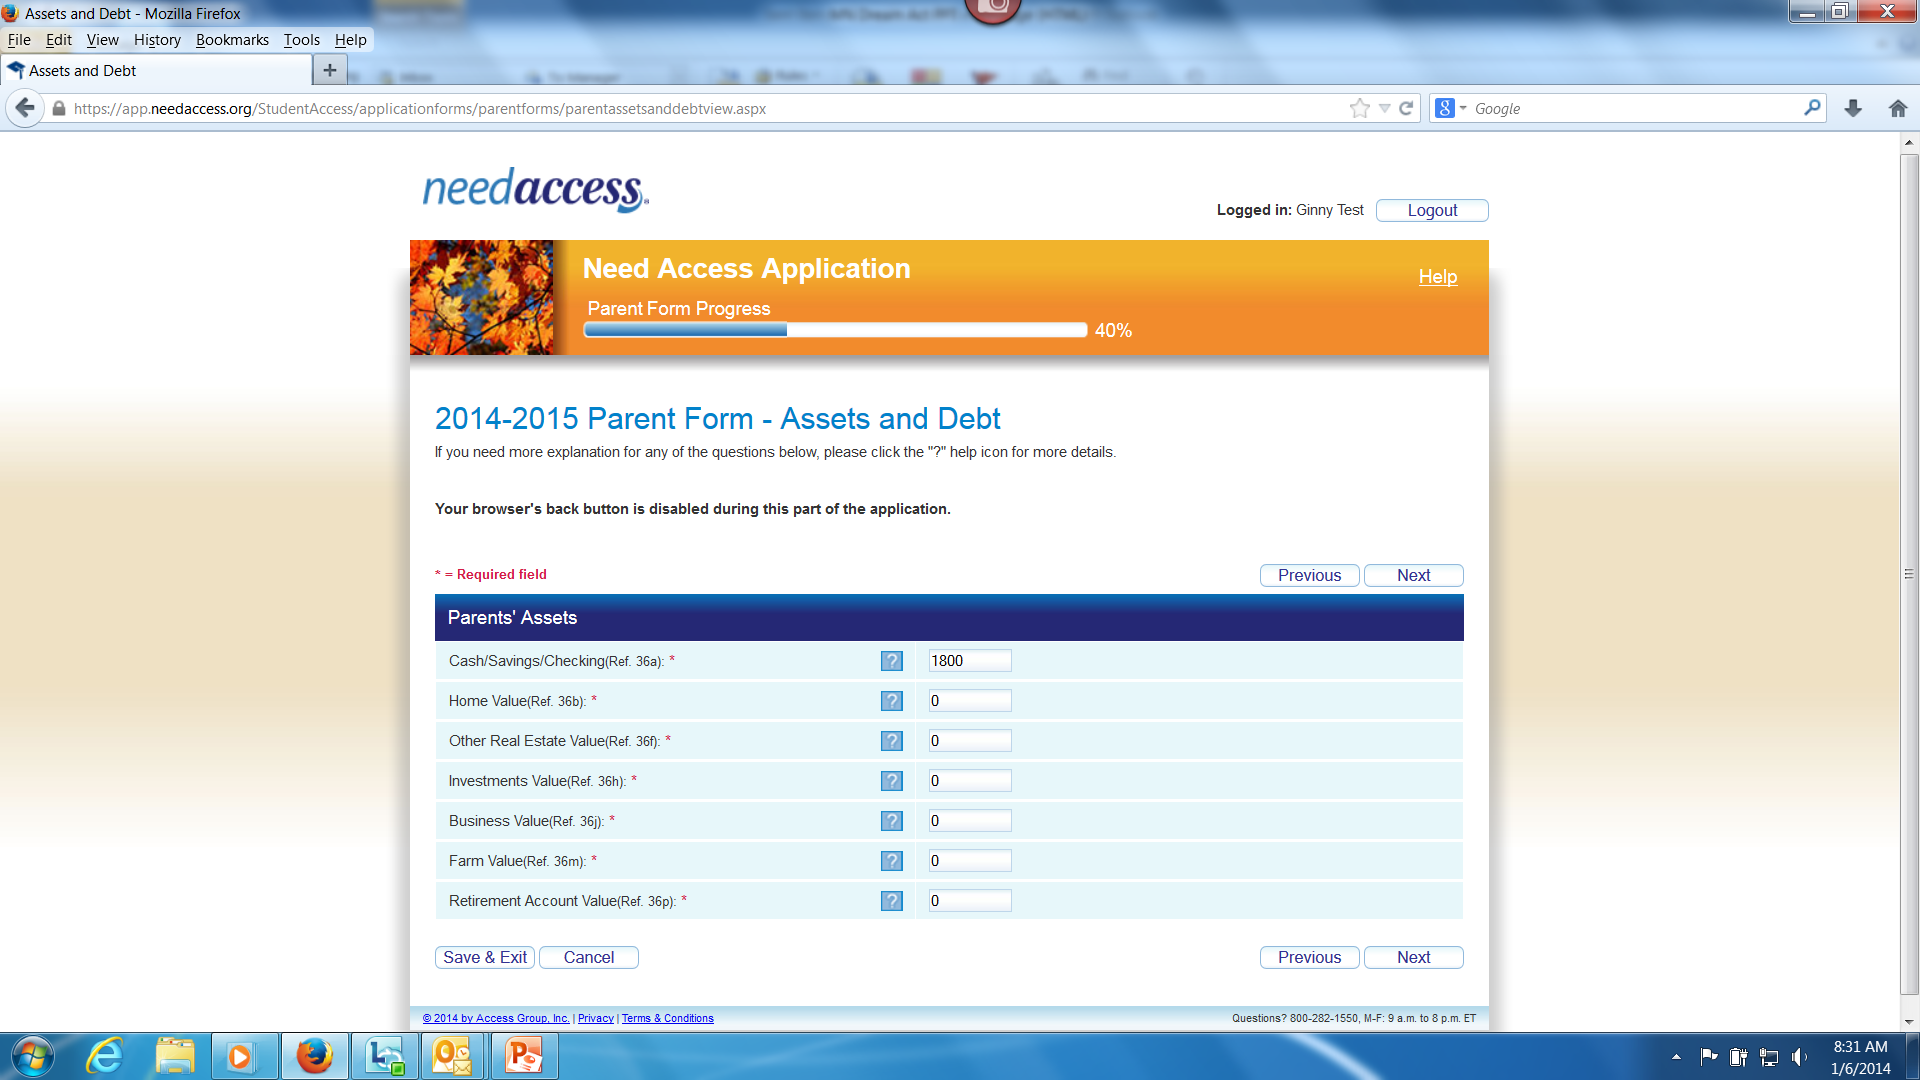 Assets and Debt - Mozilla Firefox
File Edit View History Bookmarks Tools Help
Assets and Debt
https://app.needaccess.org/StudentAccess/applicationforms/parentforms/parentassetsanddebtview.aspx
Google
needaccess
Logged in: Ginny Test Logout
Need Access Application
Help
Parent Form Progress
40%
2014-2015 Parent Form - Assets and Debt
If you need more explanation for any of the questions below, please click the "?" help icon for more details.
Your browser's back button is disabled during this part of the application.
* = Required field
Previous Next
Parents' Assets
Cash/Savings/Checking(Ref. 36a): * ? 1800
Home Value(Ref. 36b): * ? 0
Other Real Estate Value(Ref. 36f): * ? 0
Investments Value(Ref. 36h): * ? 0
Business Value(Ref. 36j): * ? 0
Farm Value(Ref. 36m): * ? 0
Retirement Account Value(Ref. 36p): * ? 0
Save & Exit Cancel Previous Next
© 2014 by Access Group, Inc. | Privacy | Terms & Conditions Questions? 800-282-1550, M-F: 9 a.m. to 8 p.m. ET
8:31 AM
1/6/2014